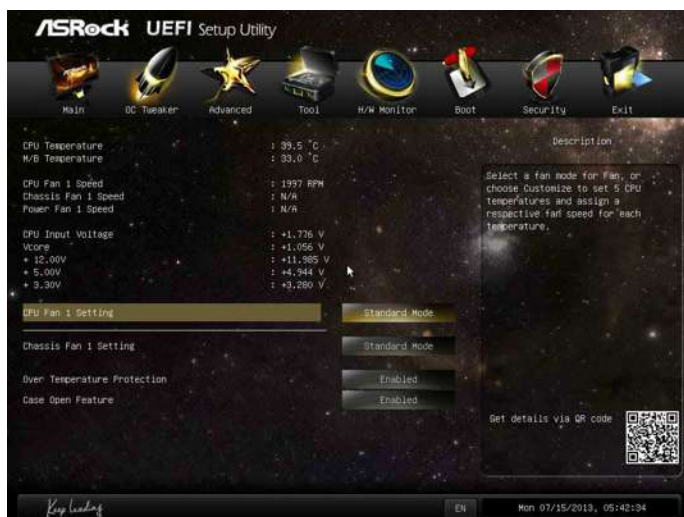 ASRock UEFI Setup Utility
Main OC Tweaker Advanced Tool H/W Monitor Boot Security Exit
CPU Temperature : 39.5 °C
M/B Temperature : 33.0 °C
CPU Fan 1 Speed : 1997 RPM
Chassis Fan 1 Speed : N/A
Power Fan 1 Speed : N/A
CPU Input Voltage : +1.776 V
Vcore : +1.056 V
+ 12.00V : +11.985 V
+ 5.00V : +4.944 V
+ 3.30V : +3.280 V
CPU Fan 1 Setting Standard Mode
Chassis Fan 1 Setting Standard Mode
Over Temperature Protection Enabled
Case Open Feature Enabled
Description
Select a fan mode for Fan, or
choose Customize to set 5 CPU
temperatures and assign a
respective fan speed for each
temperature.
Get details via QR code
Keep Leading
EN
Mon 07/15/2013, 05:42:34